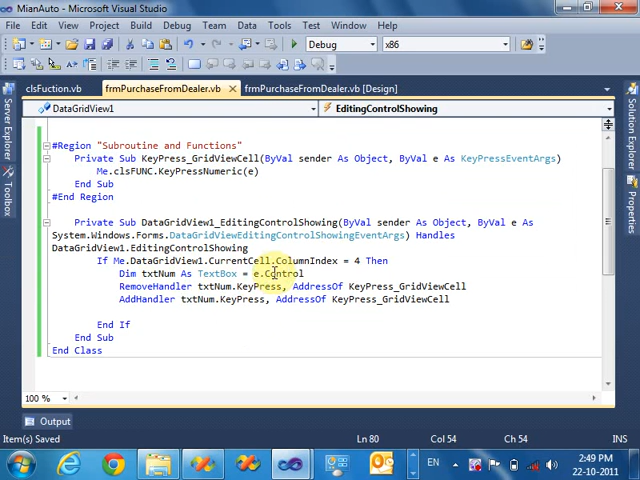 MianAuto - Microsoft Visual Studio
File Edit View Project Build Debug Team Data Tools Test Window Help
Debug x86
clsFuction.vb frmPurchaseFromDealer.vb frmPurchaseFromDealer.vb [Design]
DataGridView1 EditingControlShowing
Server Explorer
Toolbox
Solution Explorer
Properties
#Region "Subroutine and Functions"
Private Sub KeyPress_GridViewCell(ByVal sender As Object, ByVal e As KeyPressEventArgs)
Me.clsFUNC.KeyPressNumeric(e)
End Sub
#End Region
Private Sub DataGridView1_EditingControlShowing(ByVal sender As Object, ByVal e As
System.Windows.Forms.DataGridViewEditingControlShowingEventArgs) Handles
DataGridView1.EditingControlShowing
If Me.DataGridView1.CurrentCell.ColumnIndex = 4 Then
Dim txtNum As TextBox = e.Control
RemoveHandler txtNum.KeyPress, AddressOf KeyPress_GridViewCell
AddHandler txtNum.KeyPress, AddressOf KeyPress_GridViewCell
End If
End Sub
End Class
100 %
Output
Item(s) Saved Ln 80 Col 54 Ch 54
EN 2:49 PM
22-10-2011